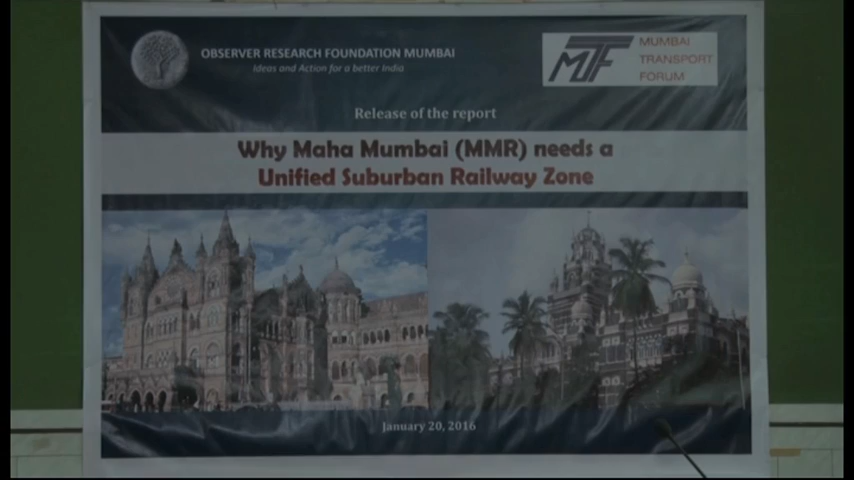 OBSERVER RESEARCH FOUNDATION MUMBAI
Ideas and Action for a better India
MTF
MUMBAI
TRANSPORT
FORUM
Release of the report
Why Maha Mumbai (MMR) needs a
Unified Suburban Railway Zone
January 20, 2016